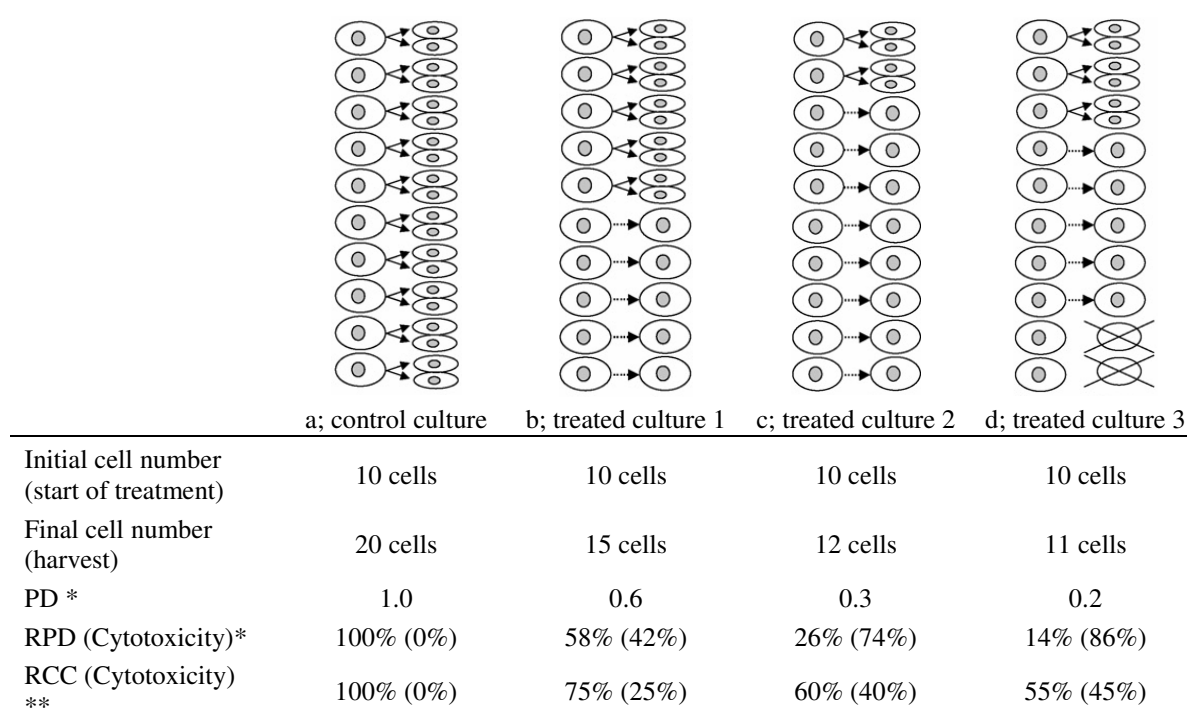 a; control culture b; treated culture 1 c; treated culture 2 d; treated culture 3
Initial cell number
(start of treatment) 10 cells 10 cells 10 cells 10 cells
Final cell number
(harvest) 20 cells 15 cells 12 cells 11 cells
PD * 1.0 0.6 0.3 0.2
RPD (Cytotoxicity)* 100% (0%) 58% (42%) 26% (74%) 14% (86%)
RCC (Cytotoxicity)
** 100% (0%) 75% (25%) 60% (40%) 55% (45%)